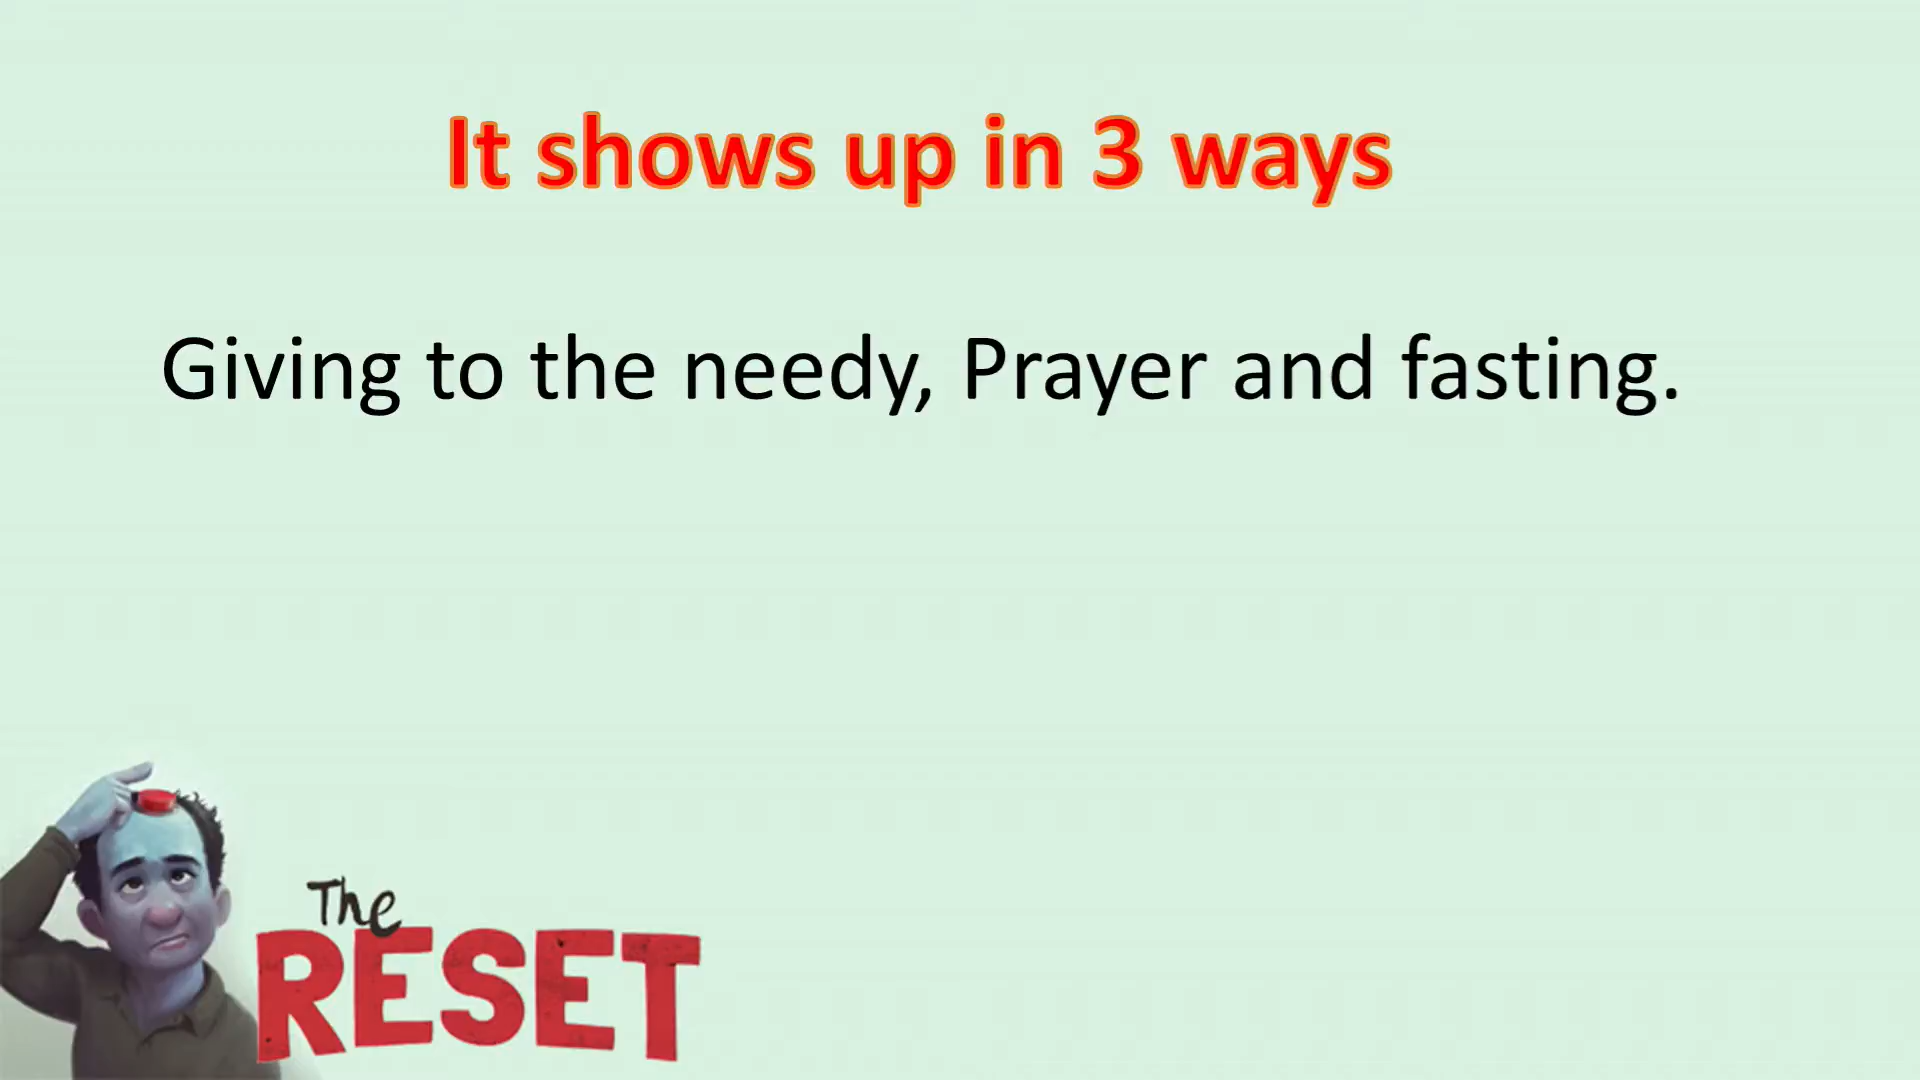 It shows up in 3 ways
Giving to the needy, Prayer and fasting.
The
RESET